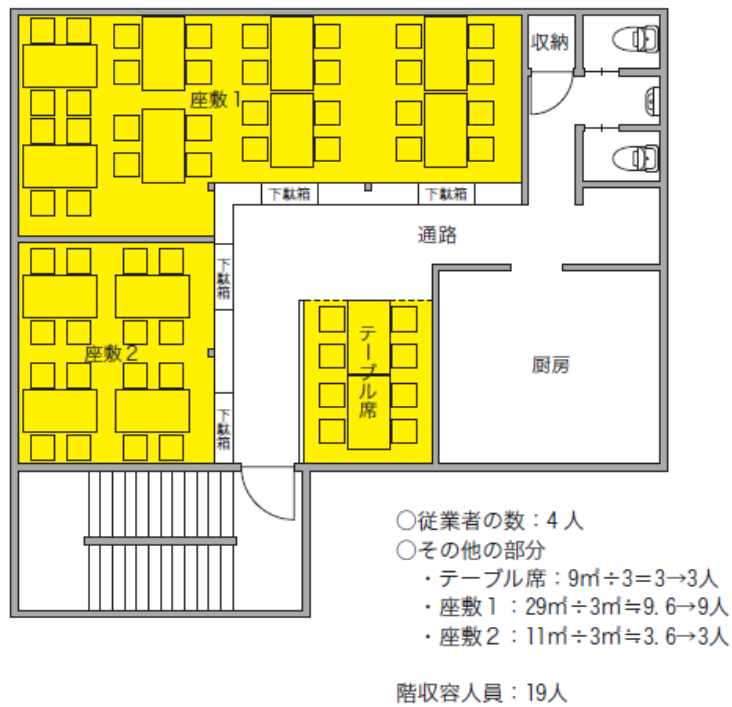 収納
座敷1
下駄箱
下駄箱
通路
下駄箱
テーブル席
座敷2
厨房
下駄箱
○従業者の数：4人
○その他の部分
・テーブル席：9㎡÷3＝3→3人
・座敷1：29㎡÷3㎡≒9.6→9人
・座敷2：11㎡÷3㎡≒3.6→3人
階収容人員：19人